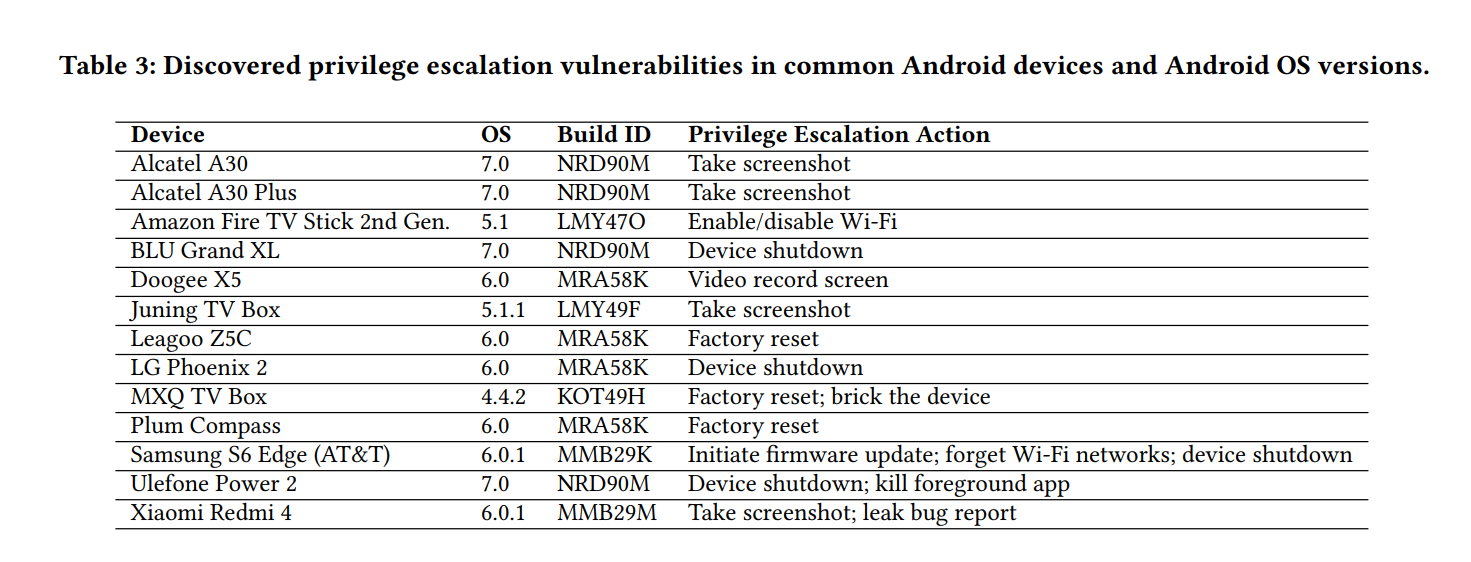 Table 3: Discovered privilege escalation vulnerabilities in common Android devices and Android OS versions.
Device OS Build ID Privilege Escalation Action
Alcatel A30 7.0 NRD90M Take screenshot
Alcatel A30 Plus 7.0 NRD90M Take screenshot
Amazon Fire TV Stick 2nd Gen. 5.1 LMY47O Enable/disable Wi-Fi
BLU Grand XL 7.0 NRD90M Device shutdown
Doogee X5 6.0 MRA58K Video record screen
Juning TV Box 5.1.1 LMY49F Take screenshot
Leagoo Z5C 6.0 MRA58K Factory reset
LG Phoenix 2 6.0 MRA58K Device shutdown
MXQ TV Box 4.4.2 KOT49H Factory reset; brick the device
Plum Compass 6.0 MRA58K Factory reset
Samsung S6 Edge (AT&T) 6.0.1 MMB29K Initiate firmware update; forget Wi-Fi networks; device shutdown
Ulefone Power 2 7.0 NRD90M Device shutdown; kill foreground app
Xiaomi Redmi 4 6.0.1 MMB29M Take screenshot; leak bug report